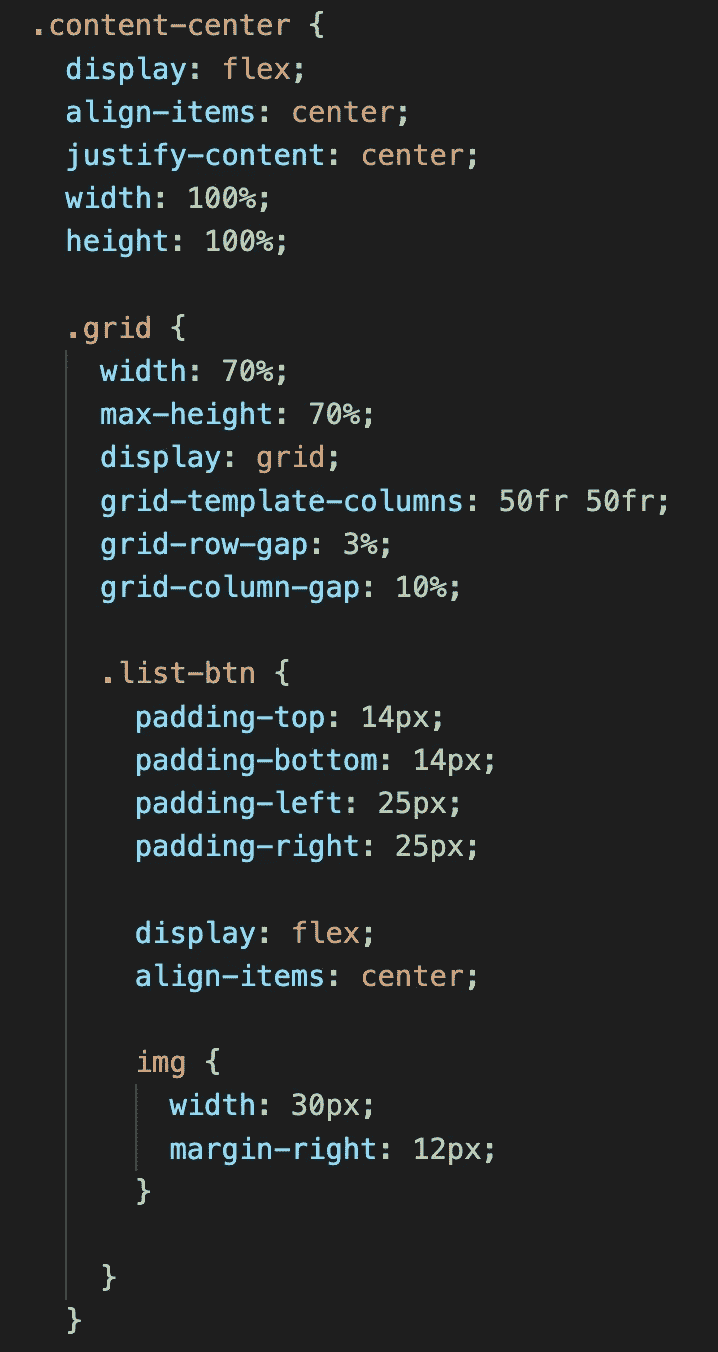 .content-center {
display: flex;
align-items: center;
justify-content: center;
width: 100%;
height: 100%;
.grid {
width: 70%;
max-height: 70%;
display: grid;
grid-template-columns: 50fr 50fr;
grid-row-gap: 3%;
grid-column-gap: 10%;
.list-btn {
padding-top: 14px;
padding-bottom: 14px;
padding-left: 25px;
padding-right: 25px;
display: flex;
align-items: center;
img {
width: 30px;
margin-right: 12px;
}
}
}